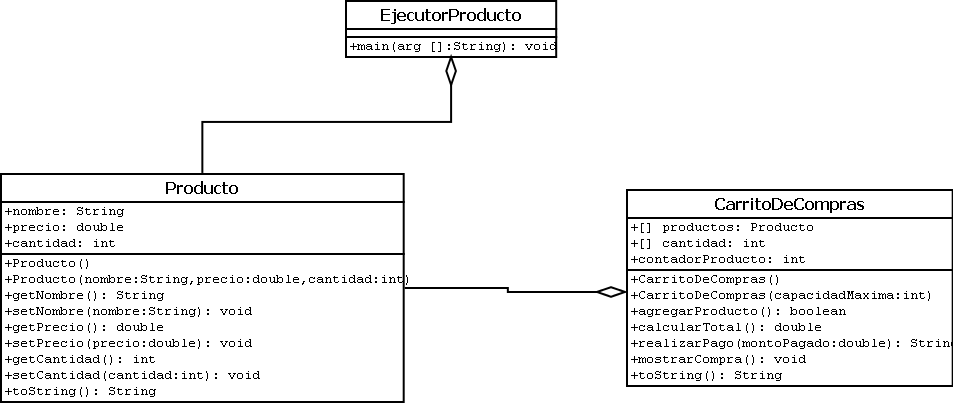 EjecutorProducto
+main(arg []:String): void
Producto
+nombre: String
+precio: double
+cantidad: int
+Producto()
+Producto(nombre:String,precio:double,cantidad:int)
+getNombre(): String
+setNombre(nombre:String): void
+getPrecio(): double
+setPrecio(precio:double): void
+getCantidad(): int
+setCantidad(cantidad:int): void
+toString(): String
CarritoDeCompras
+[] productos: Producto
+[] cantidad: int
+contadorProducto: int
+CarritoDeCompras()
+CarritoDeCompras(capacidadMaxima:int)
+agregarProducto(): boolean
+calcularTotal(): double
+realizarPago(montoPagado:double): Strin
+mostrarCompra(): void
+toString(): String